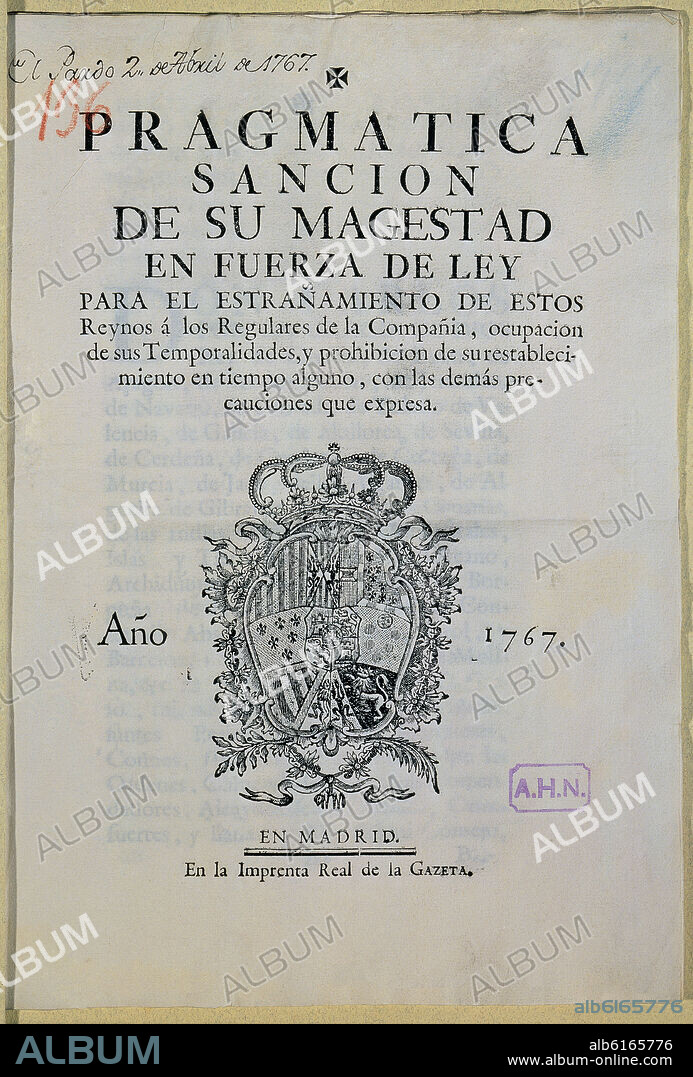 El Pardo 2 de Abril de 1767.
156
PRAGMATICA
SANCION
DE SU MAGESTAD
EN FUERZA DE LEY
PARA EL ESTRAÑAMIENTO DE ESTOS
Reynos á los Regulares de la Compañia, ocupacion
de sus Temporalidades, y prohibicion de su restableci-
miento en tiempo alguno, con las demás pre-
cauciones que expresa.
Año 1767.
A.H.N.
EN MADRID.
En la Imprenta Real de la GAZETA.
alb6165776
ALBUM
alb6165776
www.album-online.com